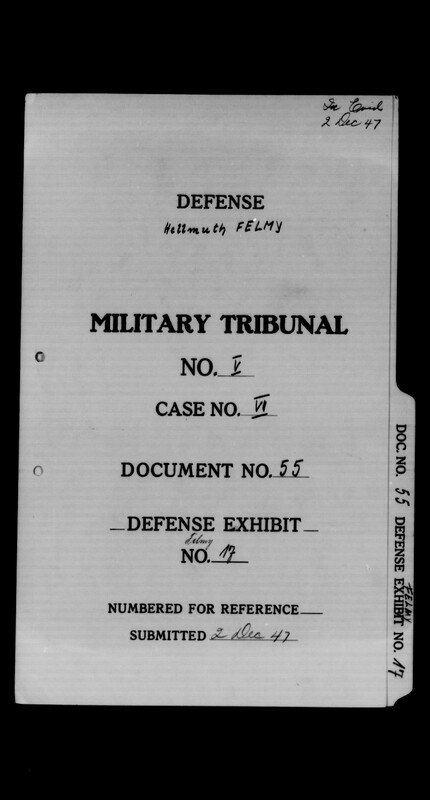 In Evid
2 Dec 47
DEFENSE
Hellmuth FELMY
MILITARY TRIBUNAL
NO. V
CASE NO. VI
DOCUMENT NO. 55
DEFENSE EXHIBIT
Felmy
NO. 17
NUMBERED FOR REFERENCE
SUBMITTED 2 Dec 47
DOC. NO. 55 DEFENSE EXHIBIT NO. 17
FELMY